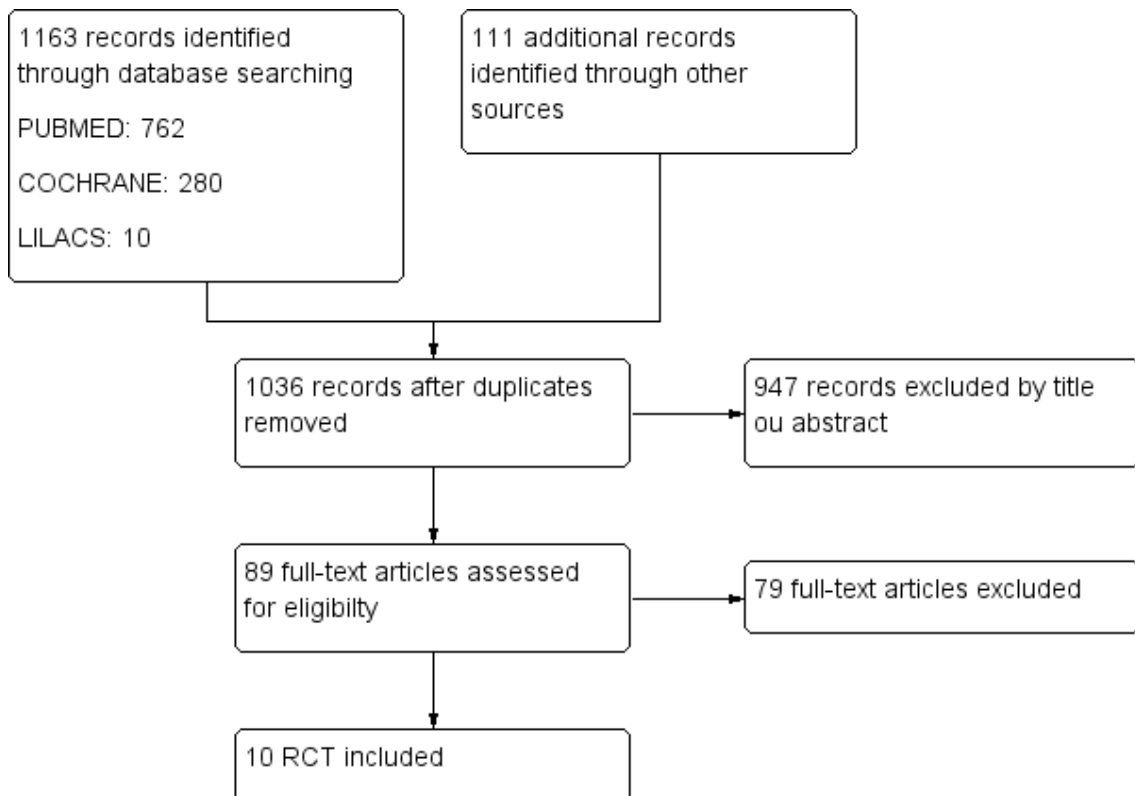 1163 records identified
through database searching
PUBMED: 762
COCHRANE: 280
LILACS: 10
111 additional records
identified through other
sources
1036 records after duplicates
removed
947 records excluded by title
ou abstract
89 full-text articles assessed
for eligibilty
79 full-text articles excluded
10 RCT included